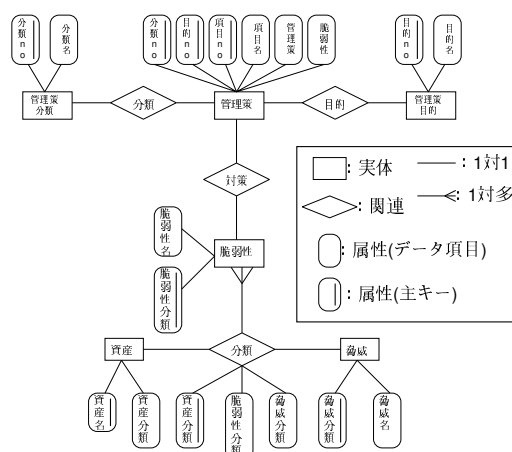 分類no
分類名
分類no
目的no
項目no
項目名
管理策
脆弱性
目的no
目的名
管理策
分類
分類
管理策
目的
管理策
目的
対策
脆弱性名
脆弱性
脆弱性分類
資産
分類
脅威
資産名
資産分類
資産分類
脆弱性分類
脅威分類
脅威分類
脅威名
: 実体
: 1対1
: 関連
: 1対多
: 属性(データ項目)
: 属性(主キー)